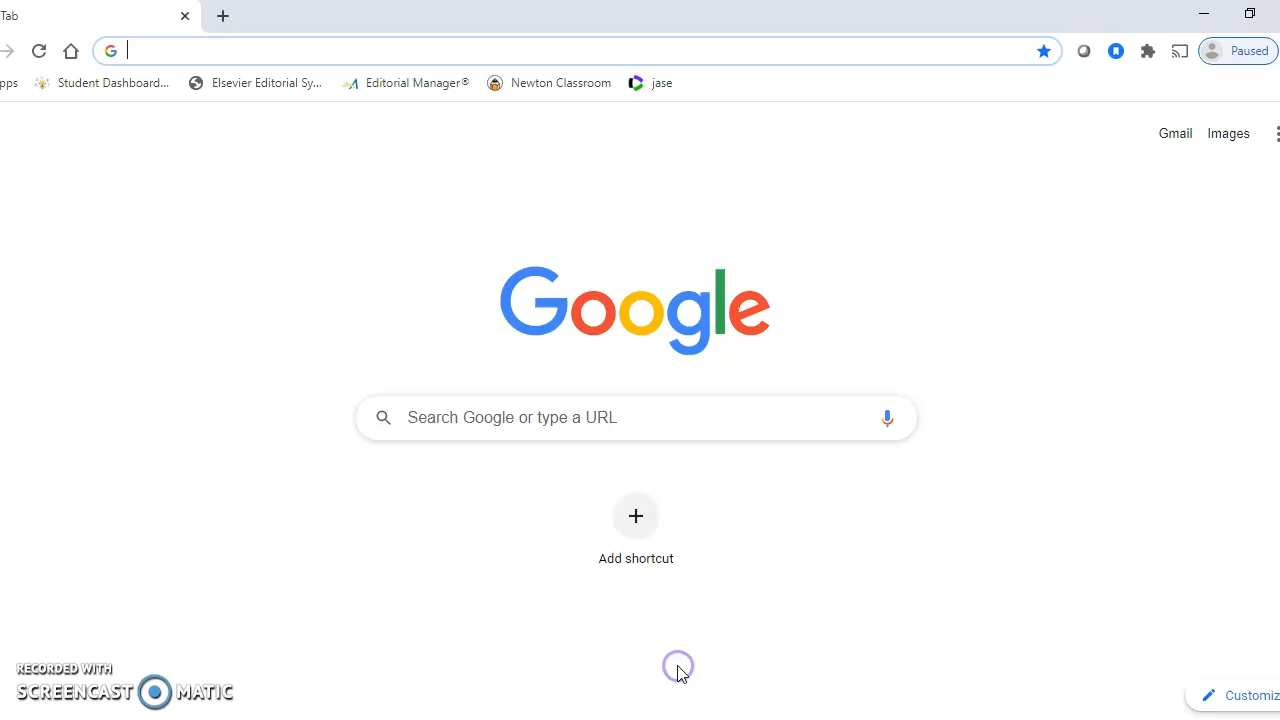 Tab
Paused
pps
Student Dashboard...
Elsevier Editorial Sy...
Editorial Manager®
Newton Classroom
jase
Gmail
Images
Google
Search Google or type a URL
Add shortcut
RECORDED WITH
SCREENCAST MATIC
Customiz